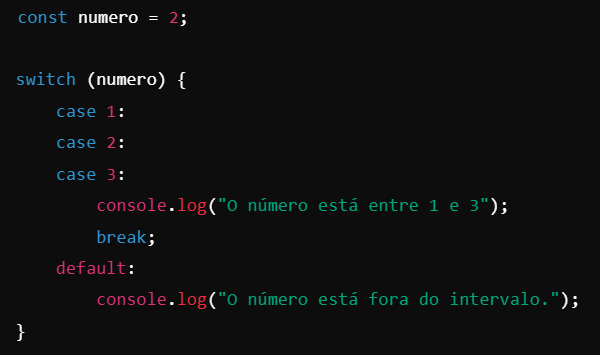 const numero = 2;
switch (numero) {
case 1:
case 2:
case 3:
console.log("O número está entre 1 e 3");
break;
default:
console.log("O número está fora do intervalo.");
}